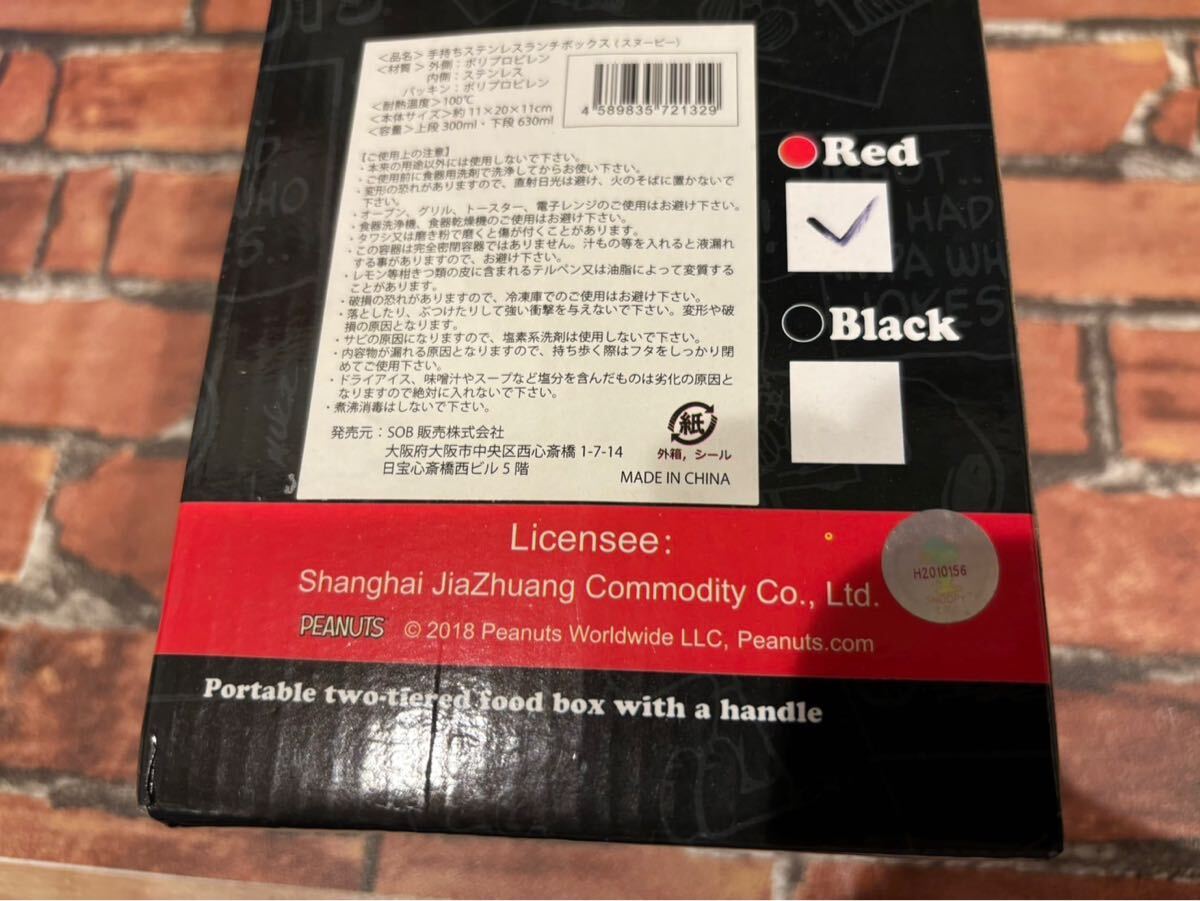 <品名>手持ちステンレスランチボックス(スヌーピー)
<材質>外側:ポリプロピレン
内側:ステンレス
パッキン:ポリプロピレン
<耐熱温度>100℃
<本体サイズ>約11×20×11cm
<容量>上段 300ml・下段 630ml
4 589835 721329
【ご使用上の注意】
・本来の用途以外には使用しないで下さい。
・ご使用前に食器用洗剤で洗浄してからお使い下さい。
・変形の恐れがありますので、直射日光は避け、火のそばに置かないで
下さい。
・オーブン、グリル、トースター、電子レンジのご使用はお避け下さい。
・食器洗浄機、食器乾燥機のご使用はお避け下さい。
・タワシ又は磨き粉で磨くと傷が付くことがあります。
・この容器は完全密閉容器ではありません。汁もの等を入れると液漏れ
する事がありますので、お避け下さい。
・レモン等柑きつ類の皮に含まれるテルペン又は油脂によって変質する
ことがあります。
・破損の恐れがありますので、冷凍庫でのご使用はお避け下さい。
・落としたり、ぶつけたりして強い衝撃を与えないで下さい。変形や破
損の原因となります。
・サビの原因になりますので、塩素系洗剤は使用しないで下さい。
・内容物が漏れる原因となりますので、持ち歩く際はフタをしっかり閉
めてご使用下さい。
・ドライアイス、味噌汁やスープなど塩分を含んだものは劣化の原因と
なりますので絶対に入れないで下さい。
・煮沸消毒はしないで下さい。
発売元:SOB 販売株式会社
大阪府大阪市中央区西心斎橋 1-7-14
日宝心斎橋西ビル 5 階
紙
外箱, シール
MADE IN CHINA
Red
Black
HAD
WHO
JOKES
Licensee:
Shanghai JiaZhuang Commodity Co., Ltd.
H2010156
SNOOPY
PEANUTS © 2018 Peanuts Worldwide LLC, Peanuts.com
Portable two-tiered food box with a handle